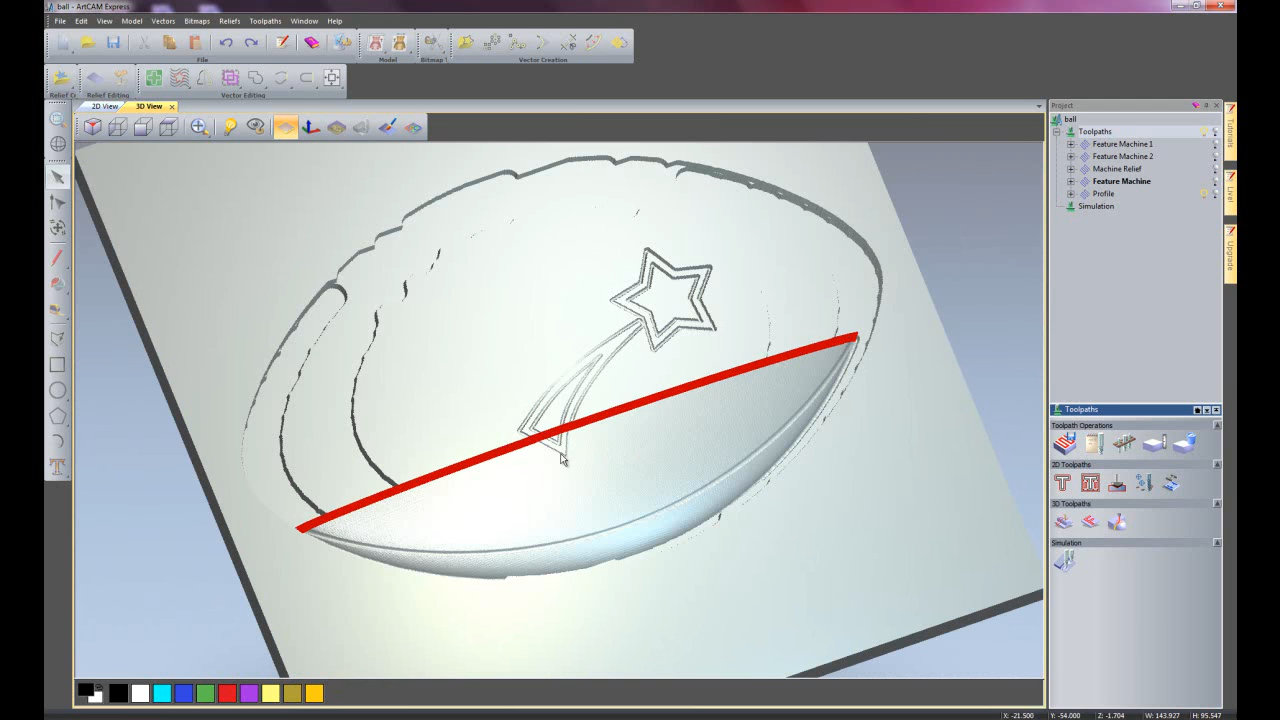 ball - ArtCAM Express
File Edit View Model Vectors Bitmaps Reliefs Toolpaths Window Help
File Model Bitmap Vector Creation
Relief Editing Vector Editing
2D View 3D View
Project
ball
Toolpaths
Feature Machine 1
Feature Machine 2
Machine Relief
Feature Machine
Profile
Simulation
Tutorials
Live!
Upgrade
Toolpaths
Toolpath Operations
2D Toolpaths
3D Toolpaths
Simulation
X: -21.500 Y: -54.000 Z: -1.704 W: 143.927 H: 95.547